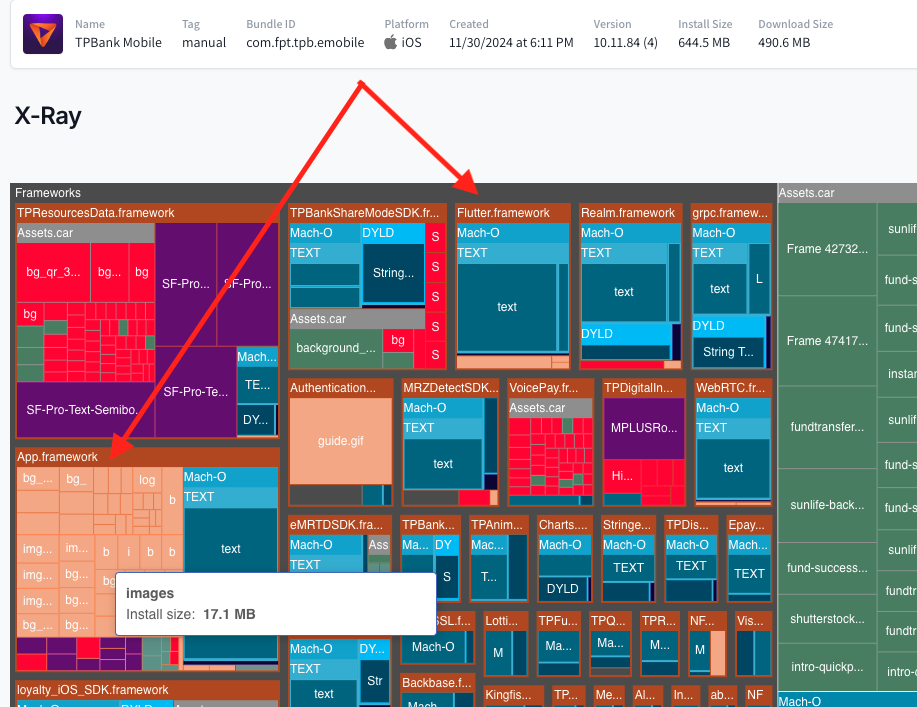 Name Tag Bundle ID Platform Created Version Install Size Download Size
TPBank Mobile manual com.fpt.tpb.emobile iOS 11/30/2024 at 6:11 PM 10.11.84 (4) 644.5 MB 490.6 MB
X-Ray
Frameworks
TPResourcesData.framework
Assets.car
bg_qr_3...
bg...
bg
bg
SF-Pro...
SF-Pro...
SF-Pro-Text-Semibo...
SF-Pro-Te...
Mach...
TE...
DY...
App.framework
bg_...
bg_
log
b
img...
im...
b
i
b
b
img...
bg...
bg
img...
bg...
bg_...
bg...
Mach-O
TEXT
text
images
Install size: 17.1 MB
loyalty_iOS_SDK.framework
Mach-O
DYLD
Assets.car
TPBankShareModeSDK.fr...
Mach-O
TEXT
DYLD
String...
S
S
S
S
S
Assets.car
background_...
bg
Flutter.framework
Mach-O
TEXT
text
Realm.framework
Mach-O
TEXT
text
DYLD
grpc.framew...
Mach-O
TEXT
text
L
DYLD
String T...
Authentication...
guide.gif
MRZDetectSDK...
Mach-O
TEXT
text
VoicePay.fr...
Assets.car
TPDigitalIn...
MPLUSRo...
Hi...
WebRTC.fr...
Mach-O
TEXT
text
eMRTDSDK.fra...
Mach-O
TEXT
Ass
TPBank...
Ma...
DY
S
TPAnim...
Mac...
T...
Charts....
Mach-O
DYLD
Stringe...
Mach-O
TEXT
TPDis...
Mach-O
TEXT
Epay...
Mach...
TEXT
Mach-O
TEXT
text
DY...
Str
SSL.f...
Mach-O
Lotti...
M
TPFu...
Ma...
TPQ...
Ma...
TPR...
M...
NF...
M
Vis...
Backbase.f...
Mach-O
Kingfis...
TP...
Me...
Al...
In...
ab...
NF
Assets.car
Frame 42732...
Frame 47417...
fundtransfer...
sunlife-back...
fund-success...
shutterstock...
intro-quickp...
sunlif
fund-s
fund-s
instar
sunlif
fund-s
fund-s
sunlif
fundtr
fundtr
intro-c
Mach-O